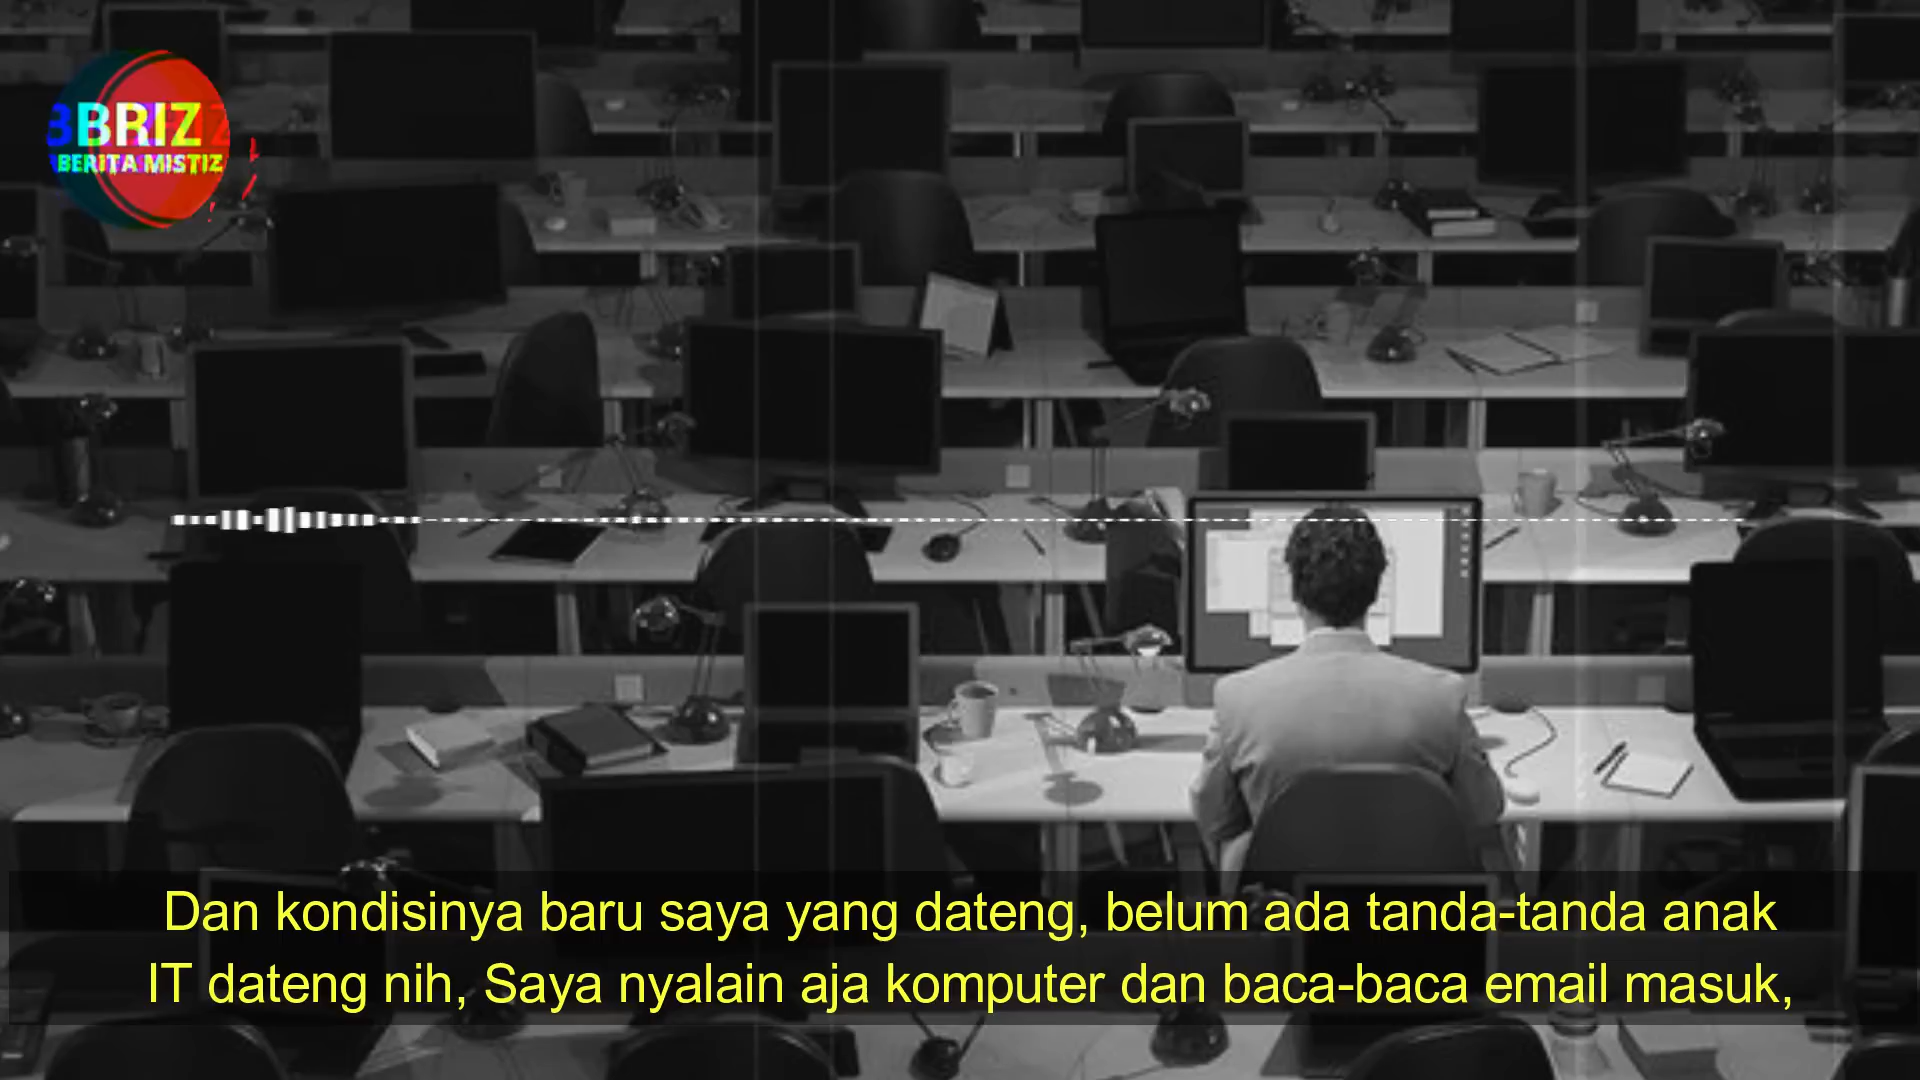 BRIZ
BERITA MISTIZ
Dan kondisinya baru saya yang dateng, belum ada tanda-tanda anak
IT dateng nih, Saya nyalain aja komputer dan baca-baca email masuk,